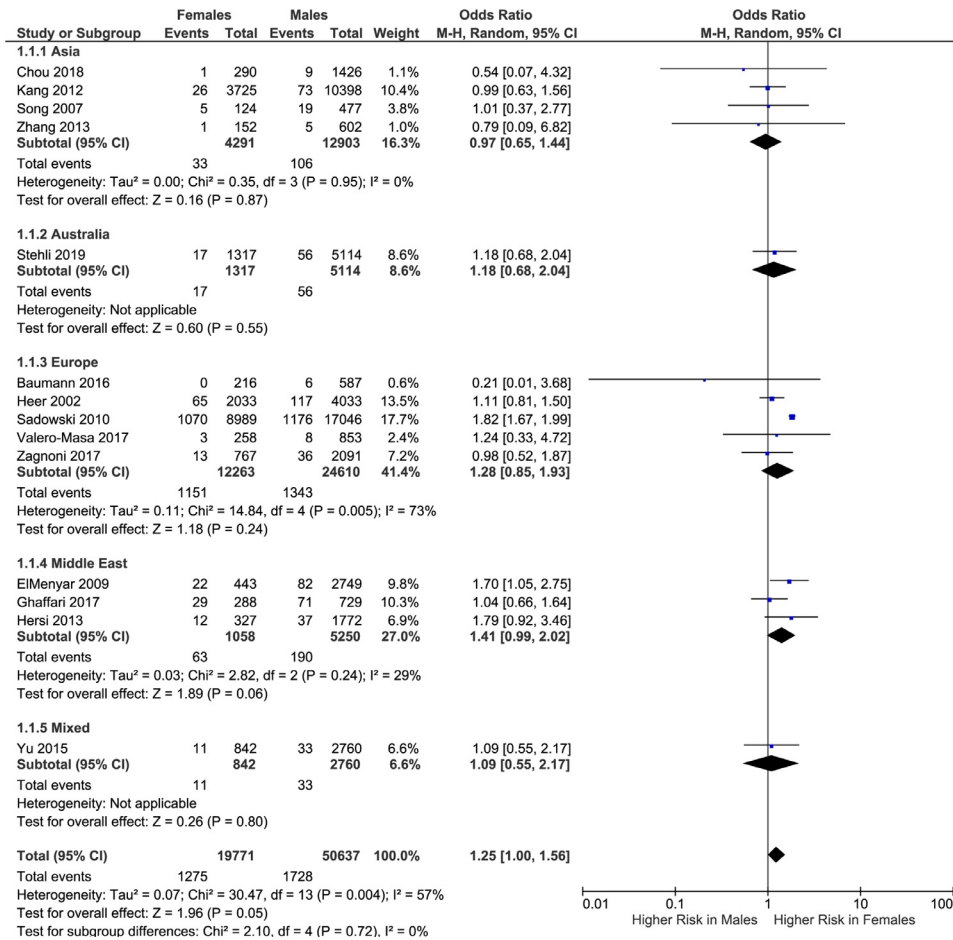 Females Males Odds Ratio Odds Ratio
Study or Subgroup Events Total Events Total Weight M-H, Random, 95% CI M-H, Random, 95% CI
1.1.1 Asia
Chou 2018 1 290 9 1426 1.1% 0.54 [0.07, 4.32]
Kang 2012 26 3725 73 10398 10.4% 0.99 [0.63, 1.56]
Song 2007 5 124 19 477 3.8% 1.01 [0.37, 2.77]
Zhang 2013 1 152 5 602 1.0% 0.79 [0.09, 6.82]
Subtotal (95% CI) 4291 12903 16.3% 0.97 [0.65, 1.44]
Total events 33 106
Heterogeneity: Tau² = 0.00; Chi² = 0.35, df = 3 (P = 0.95); I² = 0%
Test for overall effect: Z = 0.16 (P = 0.87)
1.1.2 Australia
Stehli 2019 17 1317 56 5114 8.6% 1.18 [0.68, 2.04]
Subtotal (95% CI) 1317 5114 8.6% 1.18 [0.68, 2.04]
Total events 17 56
Heterogeneity: Not applicable
Test for overall effect: Z = 0.60 (P = 0.55)
1.1.3 Europe
Baumann 2016 0 216 6 587 0.6% 0.21 [0.01, 3.68]
Heer 2002 65 2033 117 4033 13.5% 1.11 [0.81, 1.50]
Sadowski 2010 1070 8989 1176 17046 17.7% 1.82 [1.67, 1.99]
Valero-Masa 2017 3 258 8 853 2.4% 1.24 [0.33, 4.72]
Zagnoni 2017 13 767 36 2091 7.2% 0.98 [0.52, 1.87]
Subtotal (95% CI) 12263 24610 41.4% 1.28 [0.85, 1.93]
Total events 1151 1343
Heterogeneity: Tau² = 0.11; Chi² = 14.84, df = 4 (P = 0.005); I² = 73%
Test for overall effect: Z = 1.18 (P = 0.24)
1.1.4 Middle East
ElMenyar 2009 22 443 82 2749 9.8% 1.70 [1.05, 2.75]
Ghaffari 2017 29 288 71 729 10.3% 1.04 [0.66, 1.64]
Hersi 2013 12 327 37 1772 6.9% 1.79 [0.92, 3.46]
Subtotal (95% CI) 1058 5250 27.0% 1.41 [0.99, 2.02]
Total events 63 190
Heterogeneity: Tau² = 0.03; Chi² = 2.82, df = 2 (P = 0.24); I² = 29%
Test for overall effect: Z = 1.89 (P = 0.06)
1.1.5 Mixed
Yu 2015 11 842 33 2760 6.6% 1.09 [0.55, 2.17]
Subtotal (95% CI) 842 2760 6.6% 1.09 [0.55, 2.17]
Total events 11 33
Heterogeneity: Not applicable
Test for overall effect: Z = 0.26 (P = 0.80)
Total (95% CI) 19771 50637 100.0% 1.25 [1.00, 1.56]
Total events 1275 1728
Heterogeneity: Tau² = 0.07; Chi² = 30.47, df = 13 (P = 0.004); I² = 57%
Test for overall effect: Z = 1.96 (P = 0.05)
Test for subgroup differences: Chi² = 2.10, df = 4 (P = 0.72), I² = 0%
0.01 0.1 1 10 100
Higher Risk in Males Higher Risk in Females